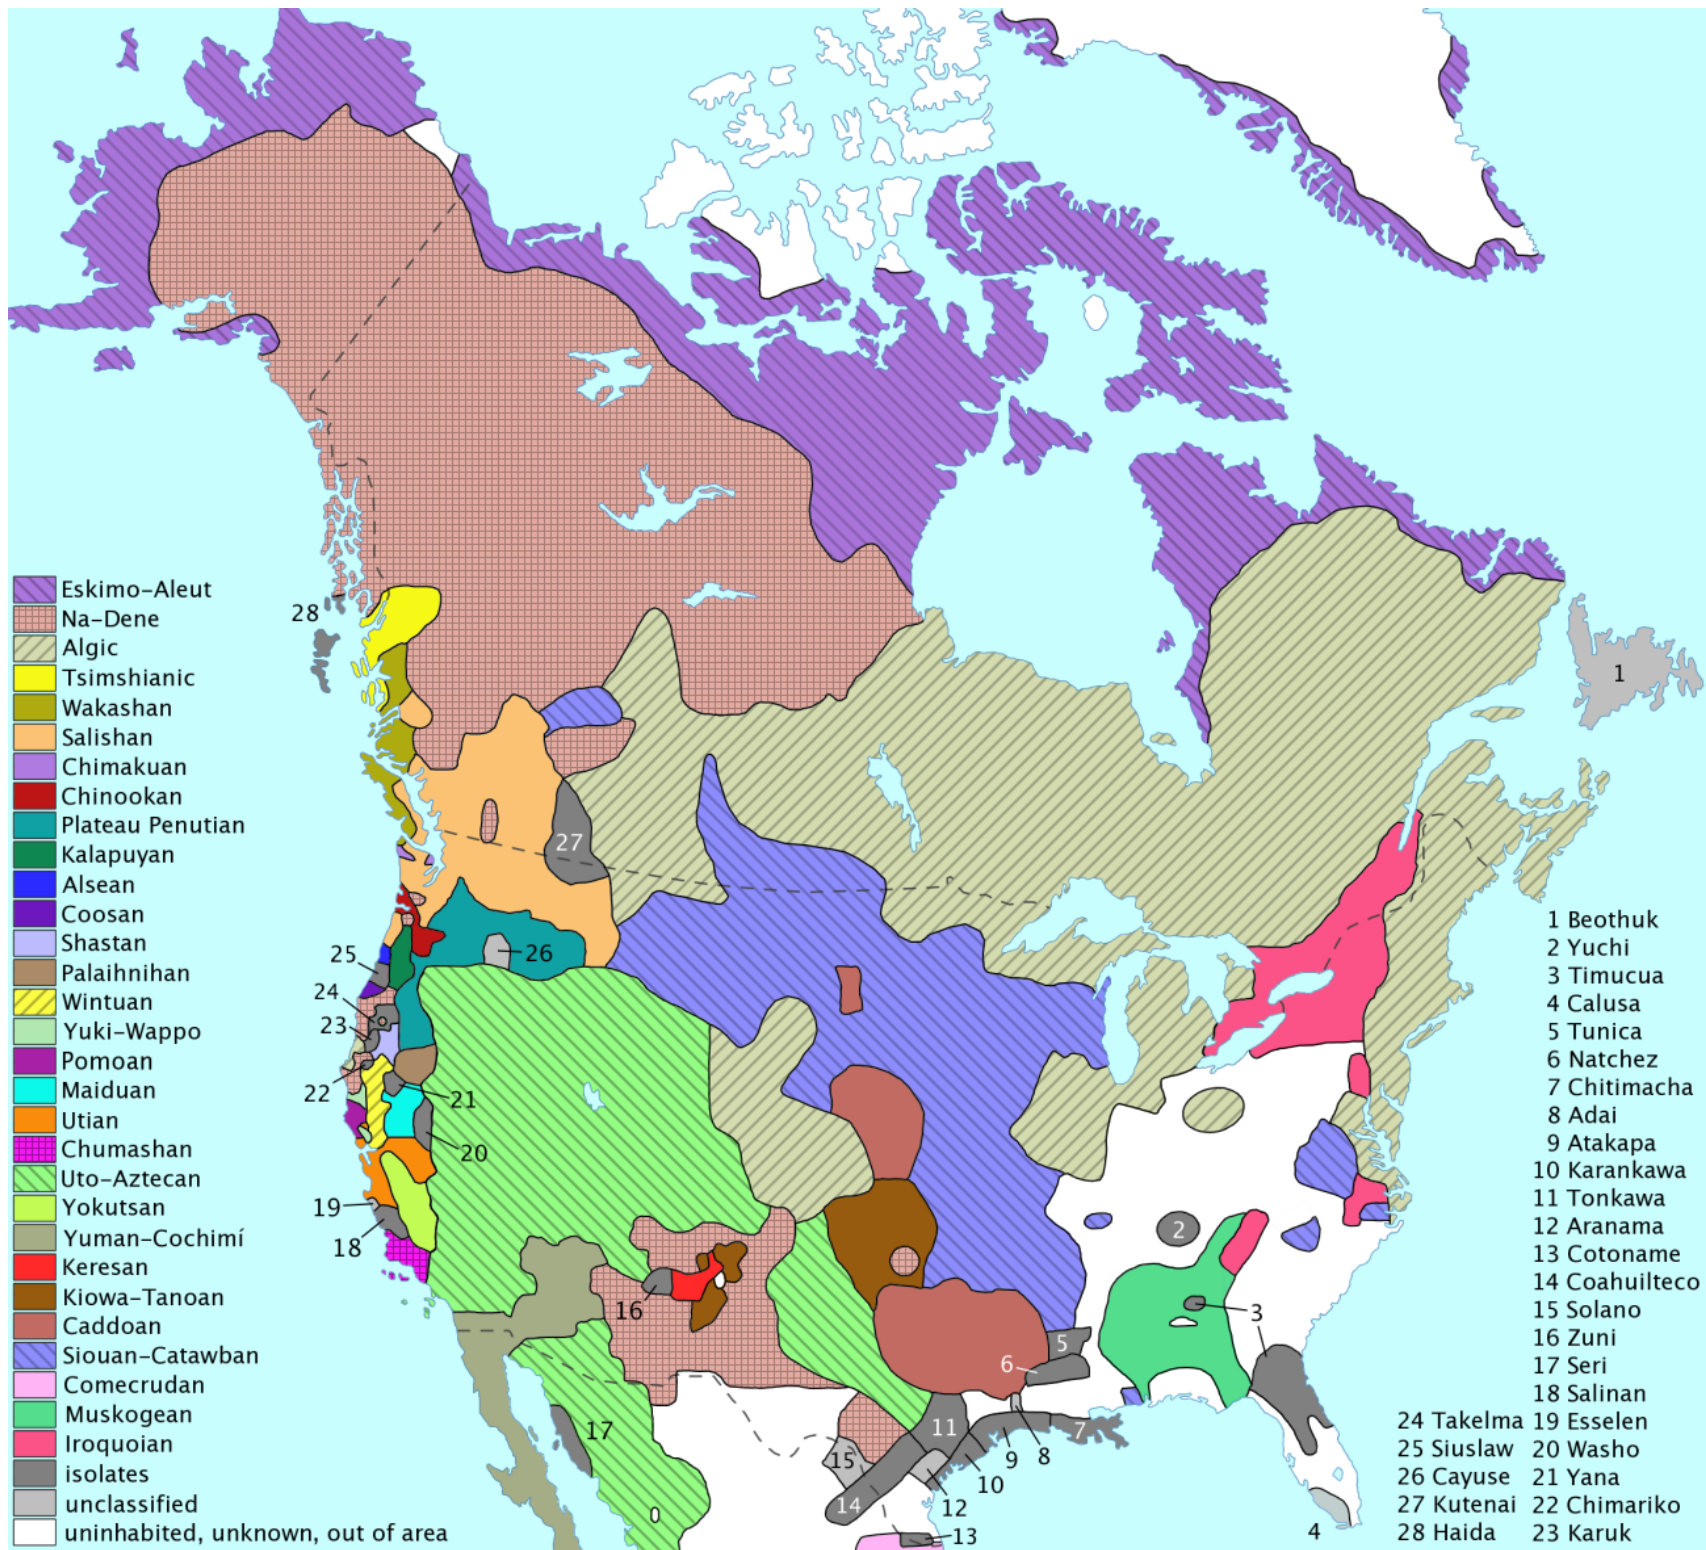 Eskimo-Aleut
Na-Dene
Algic
Tsimshianic
Wakashan
Salishan
Chimakuan
Chinookan
Plateau Penutian
Kalapuyan
Alsean
Coosan
Shastan
Palaihnihan
Wintuan
Yuki-Wappo
Pomoan
Maiduan
Utian
Chumashan
Uto-Aztecan
Yokutsan
Yuman-Cochimí
Keresan
Kiowa-Tanoan
Caddoan
Siouan-Catawban
Comecrudan
Muskogean
Iroquoian
isolates
unclassified
uninhabited, unknown, out of area
28
1
27
25
26
24
23
22
21
20
19
18
2
16
3
5
6
17
11
7
15
9
8
10
14
12
13
4
1 Beothuk
2 Yuchi
3 Timucua
4 Calusa
5 Tunica
6 Natchez
7 Chitimacha
8 Adai
9 Atakapa
10 Karankawa
11 Tonkawa
12 Aranama
13 Cotoname
14 Coahuilteco
15 Solano
16 Zuni
17 Seri
18 Salinan
19 Esselen
20 Washo
21 Yana
22 Chimariko
23 Karuk
24 Takelma
25 Siuslaw
26 Cayuse
27 Kutenai
28 Haida